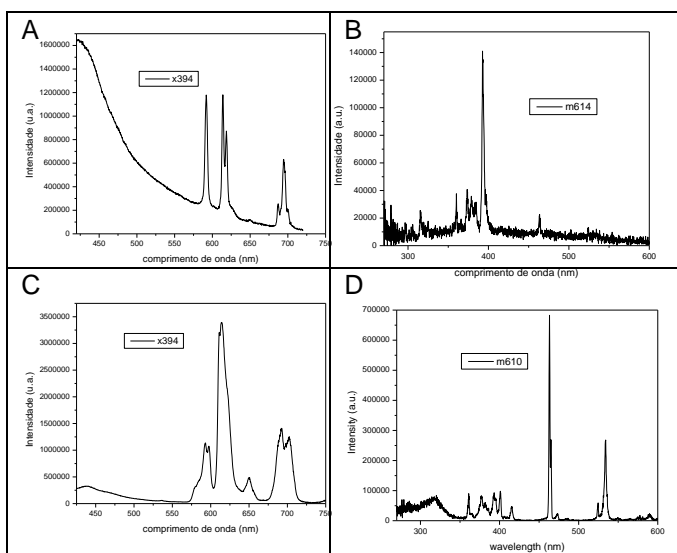 A
1600000
1400000
1200000
1000000
800000
600000
400000
200000
0
Intensidade (u.a.)
x394
450 500 550 600 650 700 750
comprimento de onda (nm)
B
140000
120000
100000
80000
60000
40000
20000
0
Intensidade (a.u.)
m614
300 400 500 600
comprimento de onda (nm)
C
3500000
3000000
2500000
2000000
1500000
1000000
500000
0
Intensidade (u.a.)
x394
450 500 550 600 650 700 750
comprimento de onda (nm)
D
700000
600000
500000
400000
300000
200000
100000
0
Intensity (a.u.)
m610
300 400 500 600
wavelength (nm)